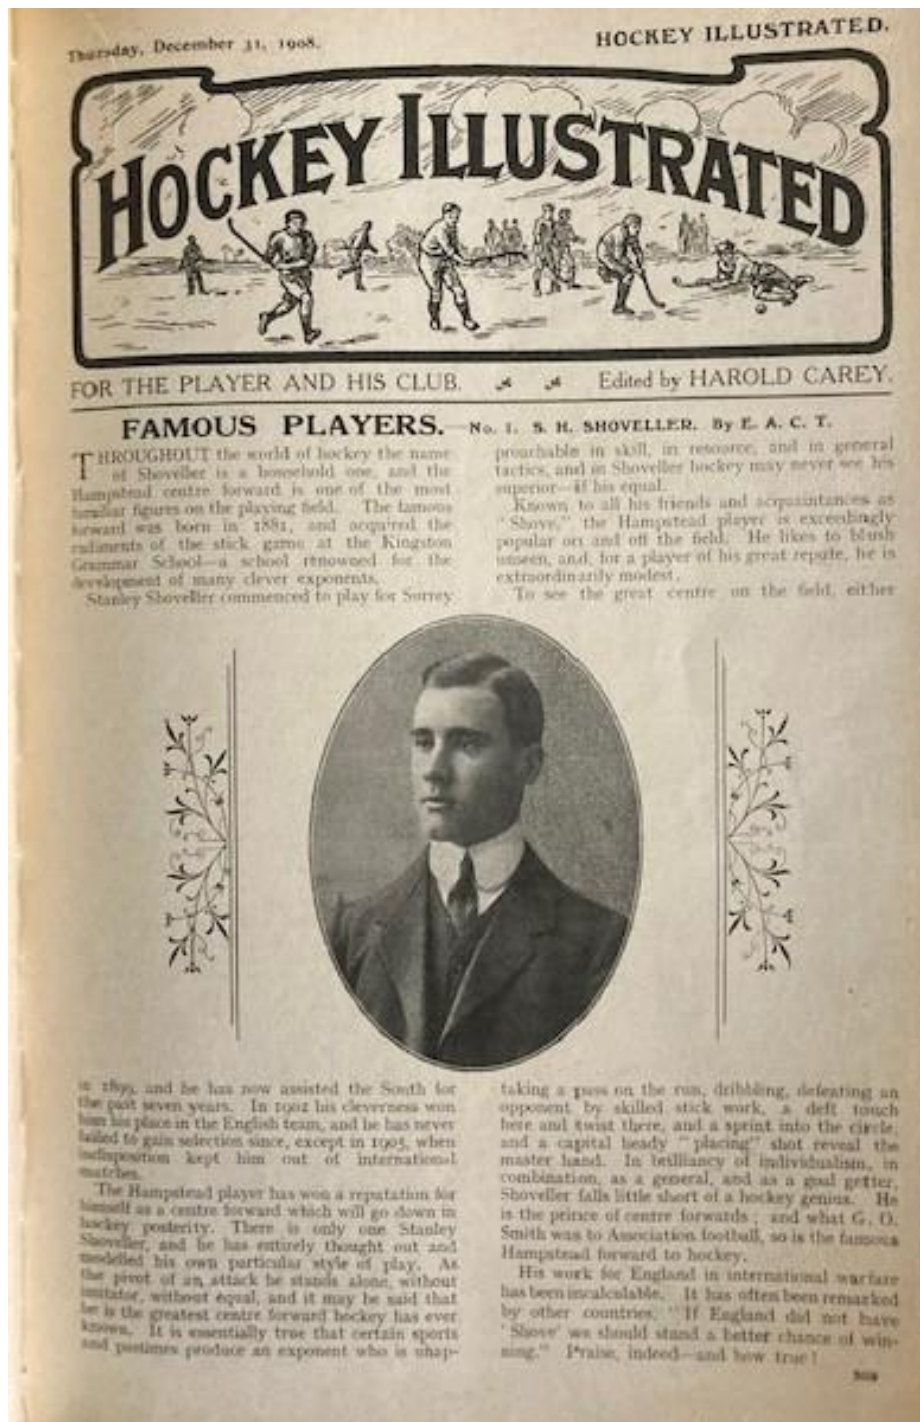 Thursday, December 31, 1908.
HOCKEY ILLUSTRATED.
HOCKEY ILLUSTRATED
FOR THE PLAYER AND HIS CLUB.
Edited by HAROLD CAREY.
FAMOUS PLAYERS.—No. 1. S. H. SHOVELLER. By E. A. C. T.
THROUGHOUT the world of hockey the name
of Shoveller is a household one, and the
Hampstead centre forward is one of the most
familiar figures on the playing field. The famous
forward was born in 1881, and acquired the
rudiments of the stick game at the Kingston
Grammar School—a school renowned for the
development of many clever exponents.
Stanley Shoveller commenced to play for Surrey
in 1899, and he has now assisted the South for
the past seven years. In 1902 his cleverness won
him his place in the English team, and he has never
failed to gain selection since, except in 1905, when
indisposition kept him out of international
matches.
The Hampstead player has won a reputation for
himself as a centre forward which will go down in
hockey posterity. There is only one Stanley
Shoveller, and he has entirely thought out and
modelled his own particular style of play. As
the pivot of an attack he stands alone, without
imitator, without equal, and it may be said that
he is the greatest centre forward hockey has ever
known. It is essentially true that certain sports
and pastimes produce an exponent who is unap-
proachable in skill, in resource, and in general
tactics, and in Shoveller hockey may never see his
superior—if his equal.
Known to all his friends and acquaintances as
"Shove," the Hampstead player is exceedingly
popular on and off the field. He likes to blush
unseen, and, for a player of his great repute, he is
extraordinarily modest.
To see the great centre on the field, either
taking a pass on the run, dribbling, defeating an
opponent by skilled stick work, a deft touch
here and twist there, and a sprint into the circle,
and a capital heady "placing" shot reveal the
master hand. In brilliancy of individualism, in
combination, as a general, and as a goal getter,
Shoveller falls little short of a hockey genius. He
is the prince of centre forwards; and what G. O.
Smith was to Association football, so is the famous
Hampstead forward to hockey.
His work for England in international warfare
has been incalculable. It has often been remarked
by other countries, "If England did not have
'Shove' we should stand a better chance of win-
ning." Praise, indeed—and how true!